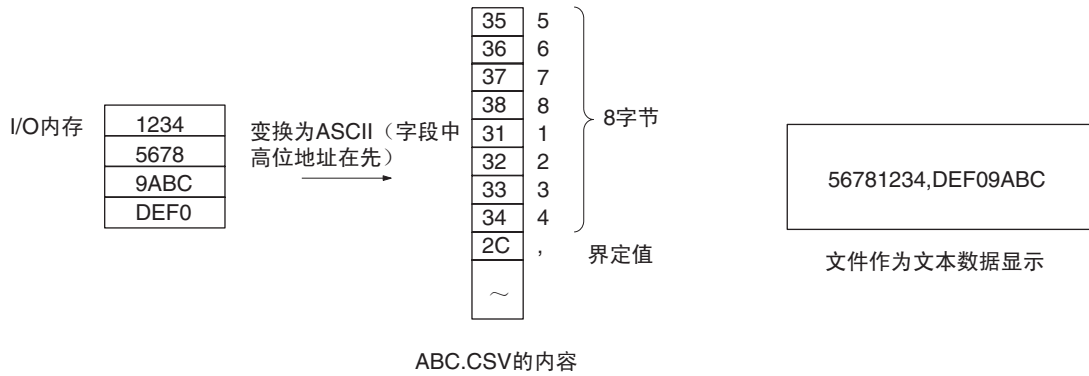 I/O内存
1234
5678
9ABC
DEF0
变换为ASCII（字段中
高位地址在先）
35 5
36 6
37 7
38 8
31 1
32 2
33 3
34 4
2C ,
～
8字节
界定值
ABC.CSV的内容
56781234,DEF09ABC
文件作为文本数据显示